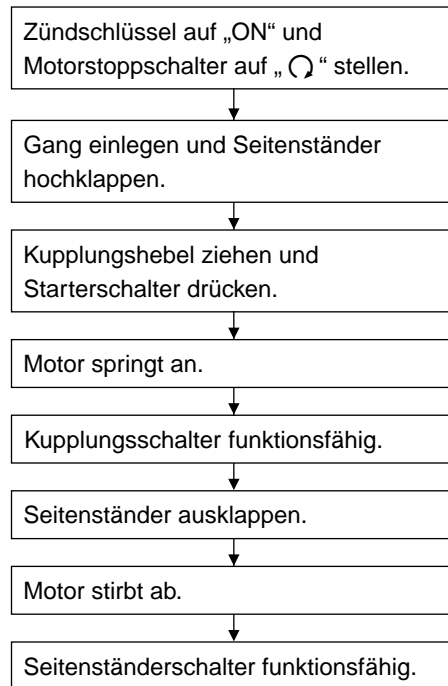 Zündschlüssel auf „ON“ und
Motorstoppschalter auf „ “ stellen.
Gang einlegen und Seitenständer
hochklappen.
Kupplungshebel ziehen und
Starterschalter drücken.
Motor springt an.
Kupplungsschalter funktionsfähig.
Seitenständer ausklappen.
Motor stirbt ab.
Seitenständerschalter funktionsfähig.